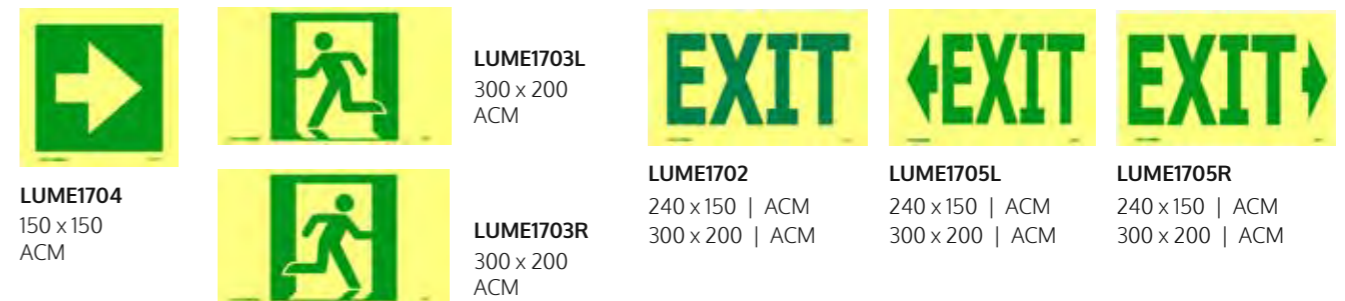 LUME1704
150 x 150
ACM
LUME1703L
300 x 200
ACM
LUME1703R
300 x 200
ACM
EXIT
LUME1702
240 x 150 | ACM
300 x 200 | ACM
EXIT
LUME1705L
240 x 150 | ACM
300 x 200 | ACM
EXIT
LUME1705R
240 x 150 | ACM
300 x 200 | ACM